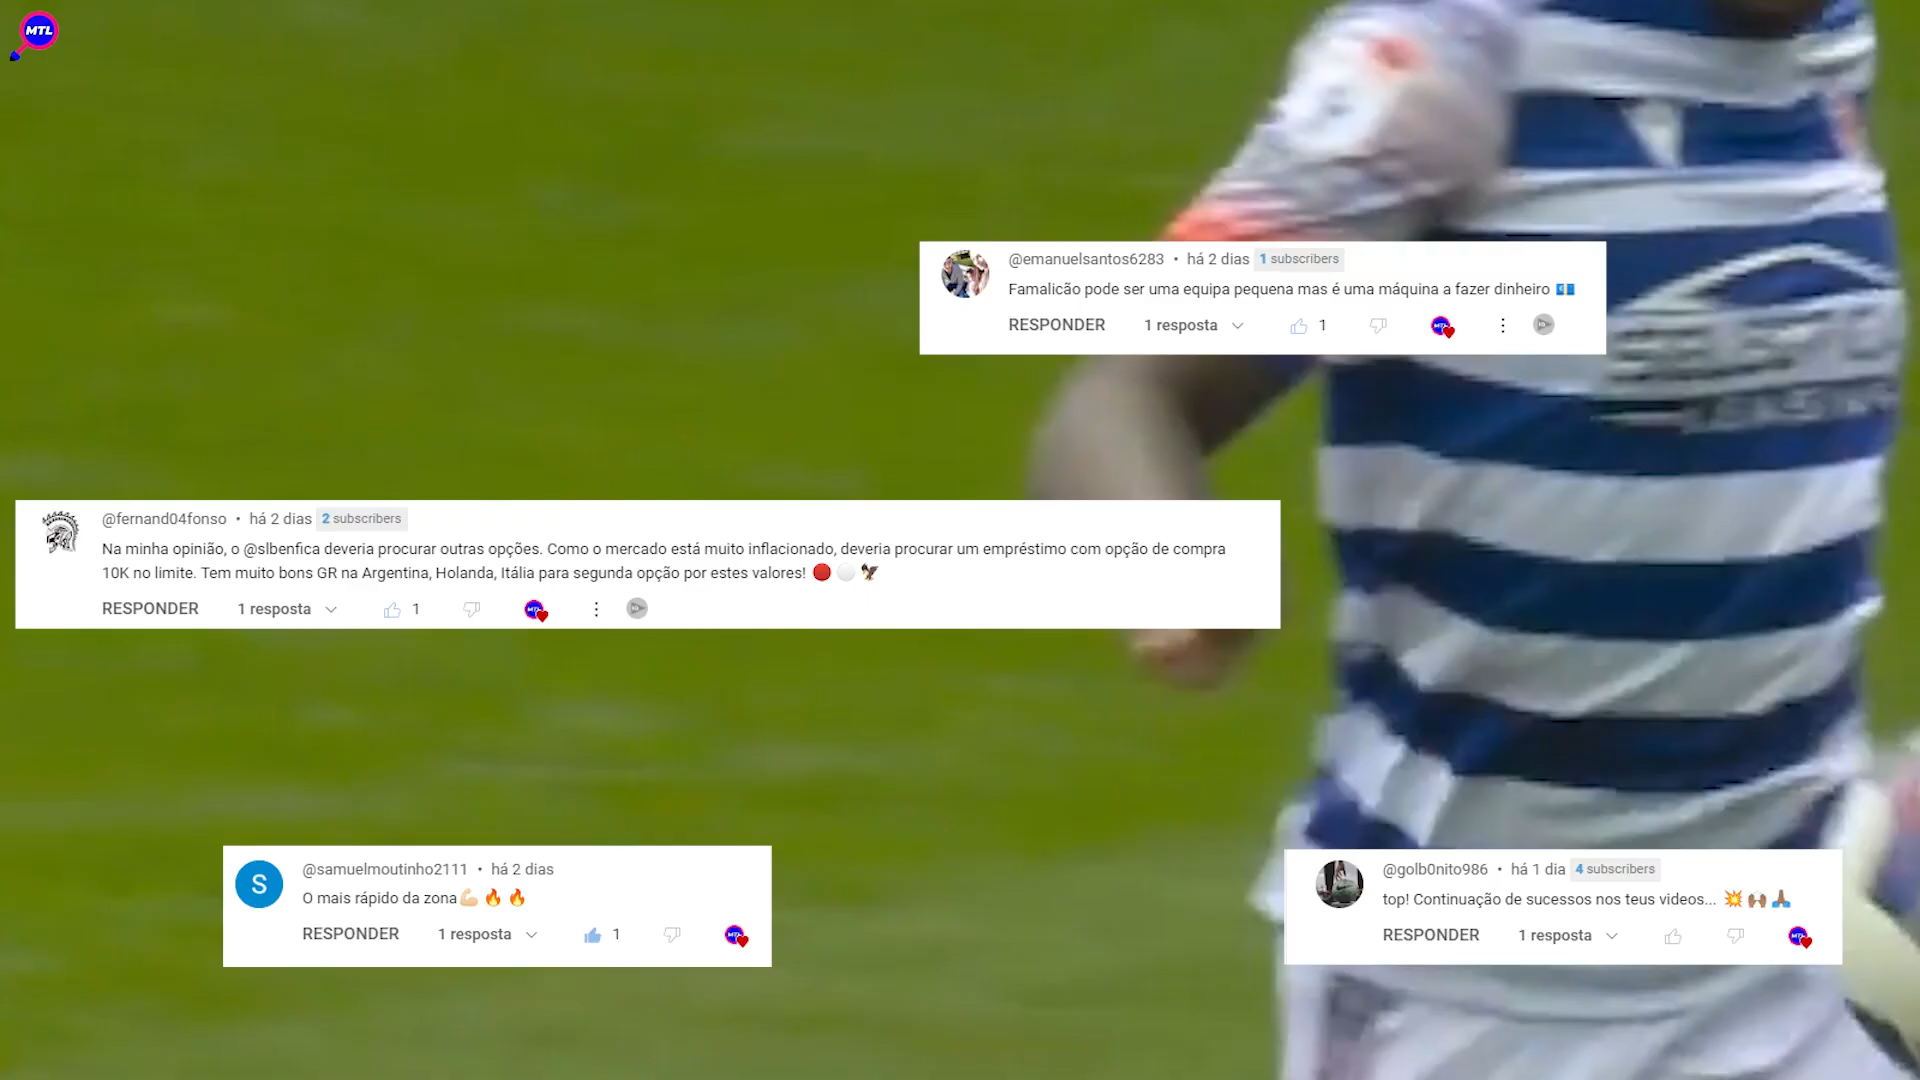 MTL
@emanuelsantos6283 • há 2 dias 1 subscribers
Famalicão pode ser uma equipa pequena mas é uma máquina a fazer dinheiro 💶
RESPONDER 1 resposta 1
@fernand04fonso • há 2 dias 2 subscribers
Na minha opinião, o @slbenfica deveria procurar outras opções. Como o mercado está muito inflacionado, deveria procurar um empréstimo com opção de compra
10K no limite. Tem muito bons GR na Argentina, Holanda, Itália para segunda opção por estes valores! 🔴⚪🦅
RESPONDER 1 resposta 1
S
@samuelmoutinho2111 • há 2 dias
O mais rápido da zona💪🏼🔥🔥
RESPONDER 1 resposta 1
@golb0nito986 • há 1 dia 4 subscribers
top! Continuação de sucessos nos teus videos... 💥🙌🏾🙏🏾
RESPONDER 1 resposta